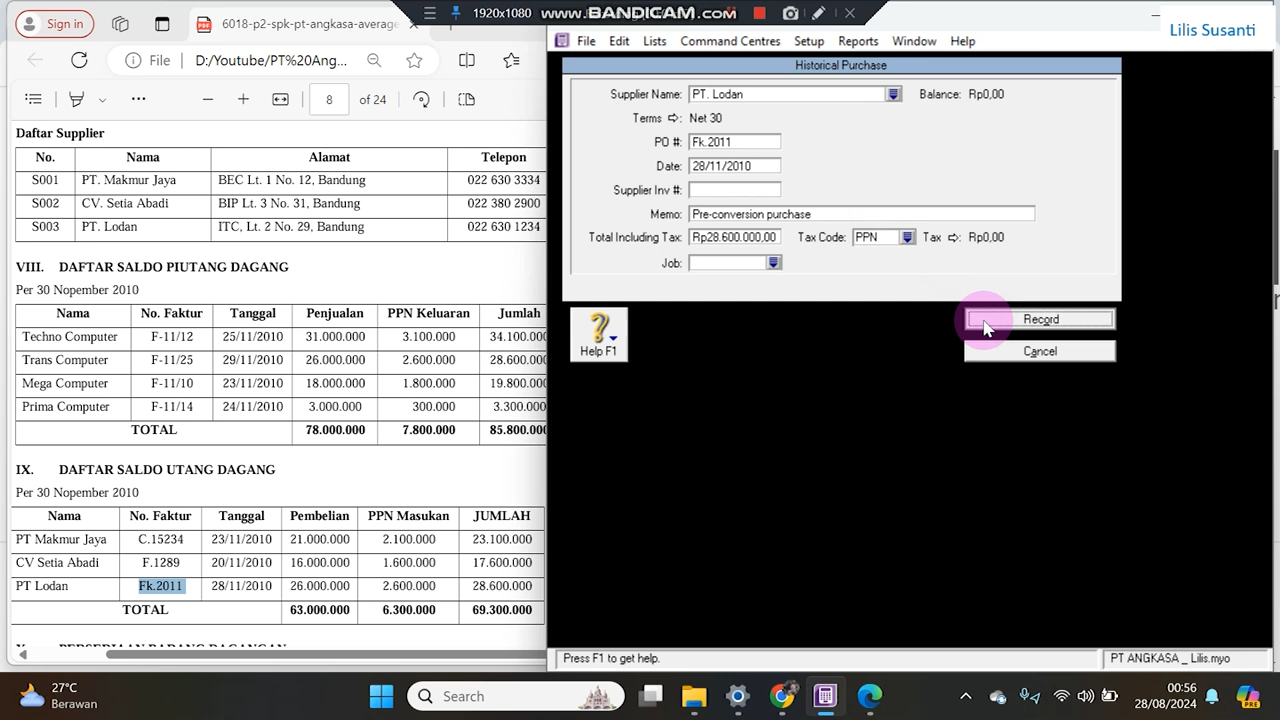 1920x1080
www.BANDICAM.com
Lilis Susanti
Sign in
6018-p2-spk-pt-angkasa-average
File
D:/Youtube/PT%20Ang...
8
of 24
Daftar Supplier
No. Nama Alamat Telepon
S001 PT. Makmur Jaya BEC Lt. 1 No. 12, Bandung 022 630 3334
S002 CV. Setia Abadi BIP Lt. 3 No. 31, Bandung 022 380 2900
S003 PT. Lodan ITC, Lt. 2 No. 29, Bandung 022 630 1234
VIII. DAFTAR SALDO PIUTANG DAGANG
Per 30 Nopember 2010
Nama No. Faktur Tanggal Penjualan PPN Keluaran Jumlah
Techno Computer F-11/12 25/11/2010 31.000.000 3.100.000 34.100.000
Trans Computer F-11/25 29/11/2010 26.000.000 2.600.000 28.600.000
Mega Computer F-11/10 23/11/2010 18.000.000 1.800.000 19.800.000
Prima Computer F-11/14 24/11/2010 3.000.000 300.000 3.300.000
TOTAL 78.000.000 7.800.000 85.800.000
IX. DAFTAR SALDO UTANG DAGANG
Per 30 Nopember 2010
Nama No. Faktur Tanggal Pembelian PPN Masukan JUMLAH
PT Makmur Jaya C.15234 23/11/2010 21.000.000 2.100.000 23.100.000
CV Setia Abadi F.1289 20/11/2010 16.000.000 1.600.000 17.600.000
PT Lodan Fk.2011 28/11/2010 26.000.000 2.600.000 28.600.000
TOTAL 63.000.000 6.300.000 69.300.000
File Edit Lists Command Centres Setup Reports Window Help
Historical Purchase
Supplier Name: PT. Lodan Balance: Rp0,00
Terms Net 30
PO #: Fk.2011
Date: 28/11/2010
Supplier Inv #:
Memo: Pre-conversion purchase
Total Including Tax: Rp28.600.000,00 Tax Code: PPN Tax Rp0,00
Job:
Help F1
Record
Cancel
Press F1 to get help.
PT ANGKASA _ Lilis.myo
27°C
Berawan
Search
00:56
28/08/2024
PRE